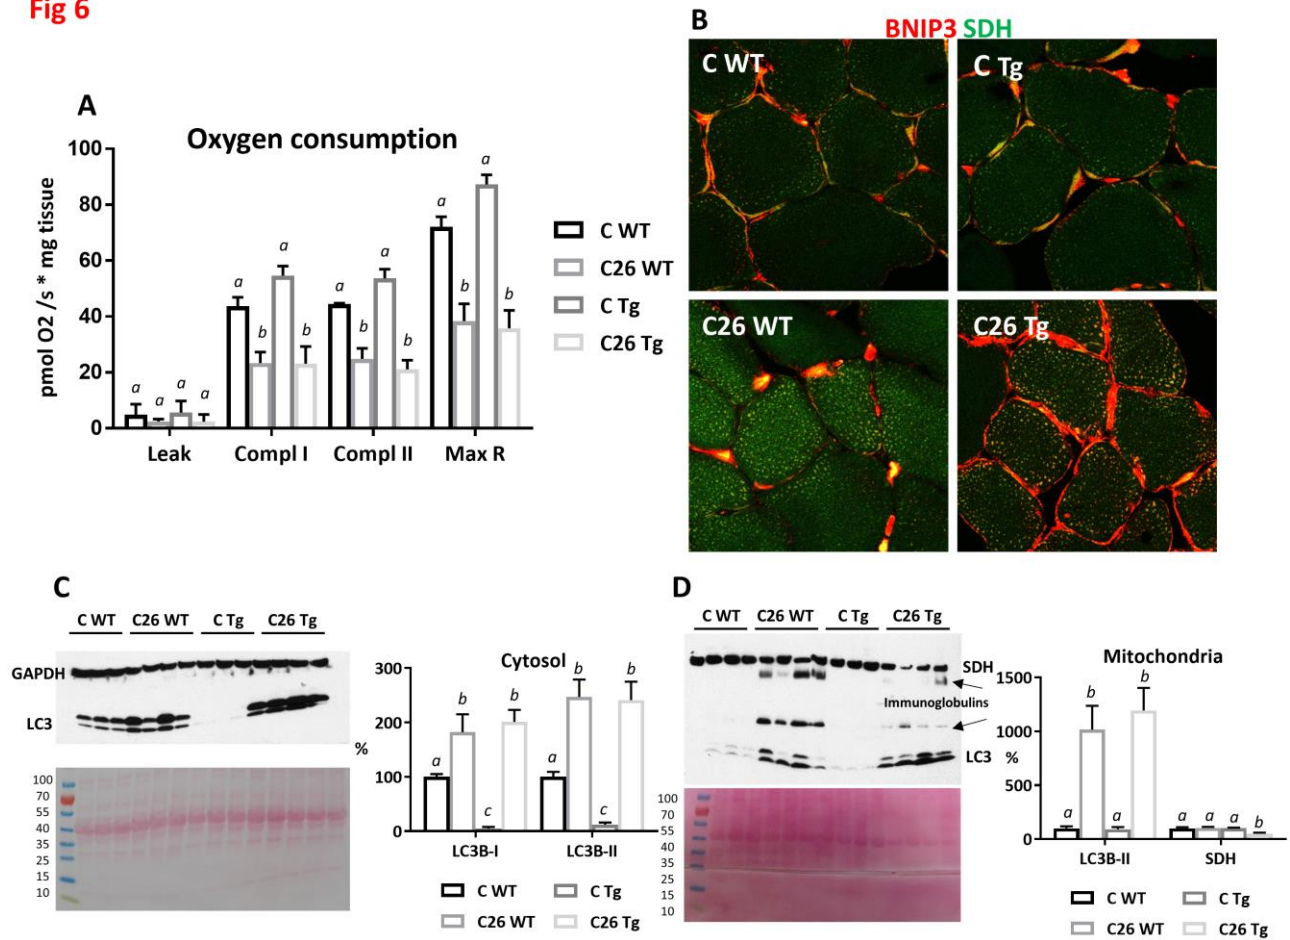 Fig 6
A
Oxygen consumption
pmol O2 /s * mg tissue
100
80
60
40
20
0
a
a
a
a
a
b
a
b
a
b
a
b
a
b
a
b
Leak
Compl I
Compl II
Max R
C WT
C26 WT
C Tg
C26 Tg
B
BNIP3 SDH
C WT
C Tg
C26 WT
C26 Tg
C
C WT
C26 WT
C Tg
C26 Tg
GAPDH
LC3
100
70
55
40
35
25
15
10
Cytosol
%
300
200
100
0
a
b
c
b
a
b
c
b
LC3B-I
LC3B-II
C WT
C Tg
C26 WT
C26 Tg
D
C WT
C26 WT
C Tg
C26 Tg
SDH
Immunoglobulins
LC3
100
70
55
40
35
25
15
10
Mitochondria
%
1500
1000
500
0
a
b
a
b
a
a
a
b
LC3B-II
SDH
C WT
C Tg
C26 WT
C26 Tg